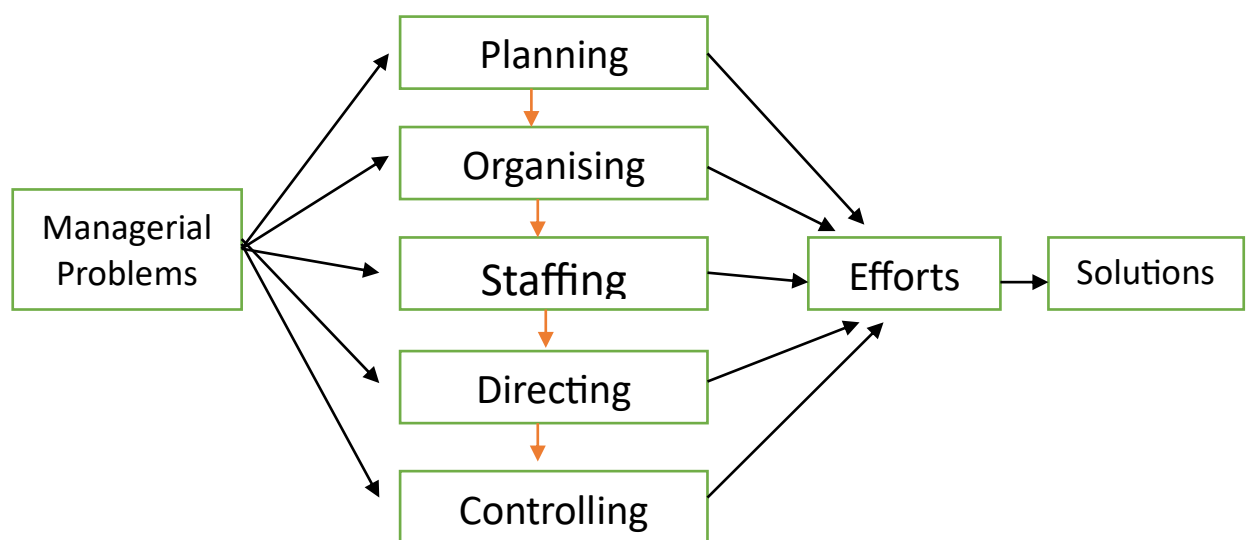 Planning
Organising
Managerial
Problems
Staffing
Efforts
Solutions
Directing
Controlling